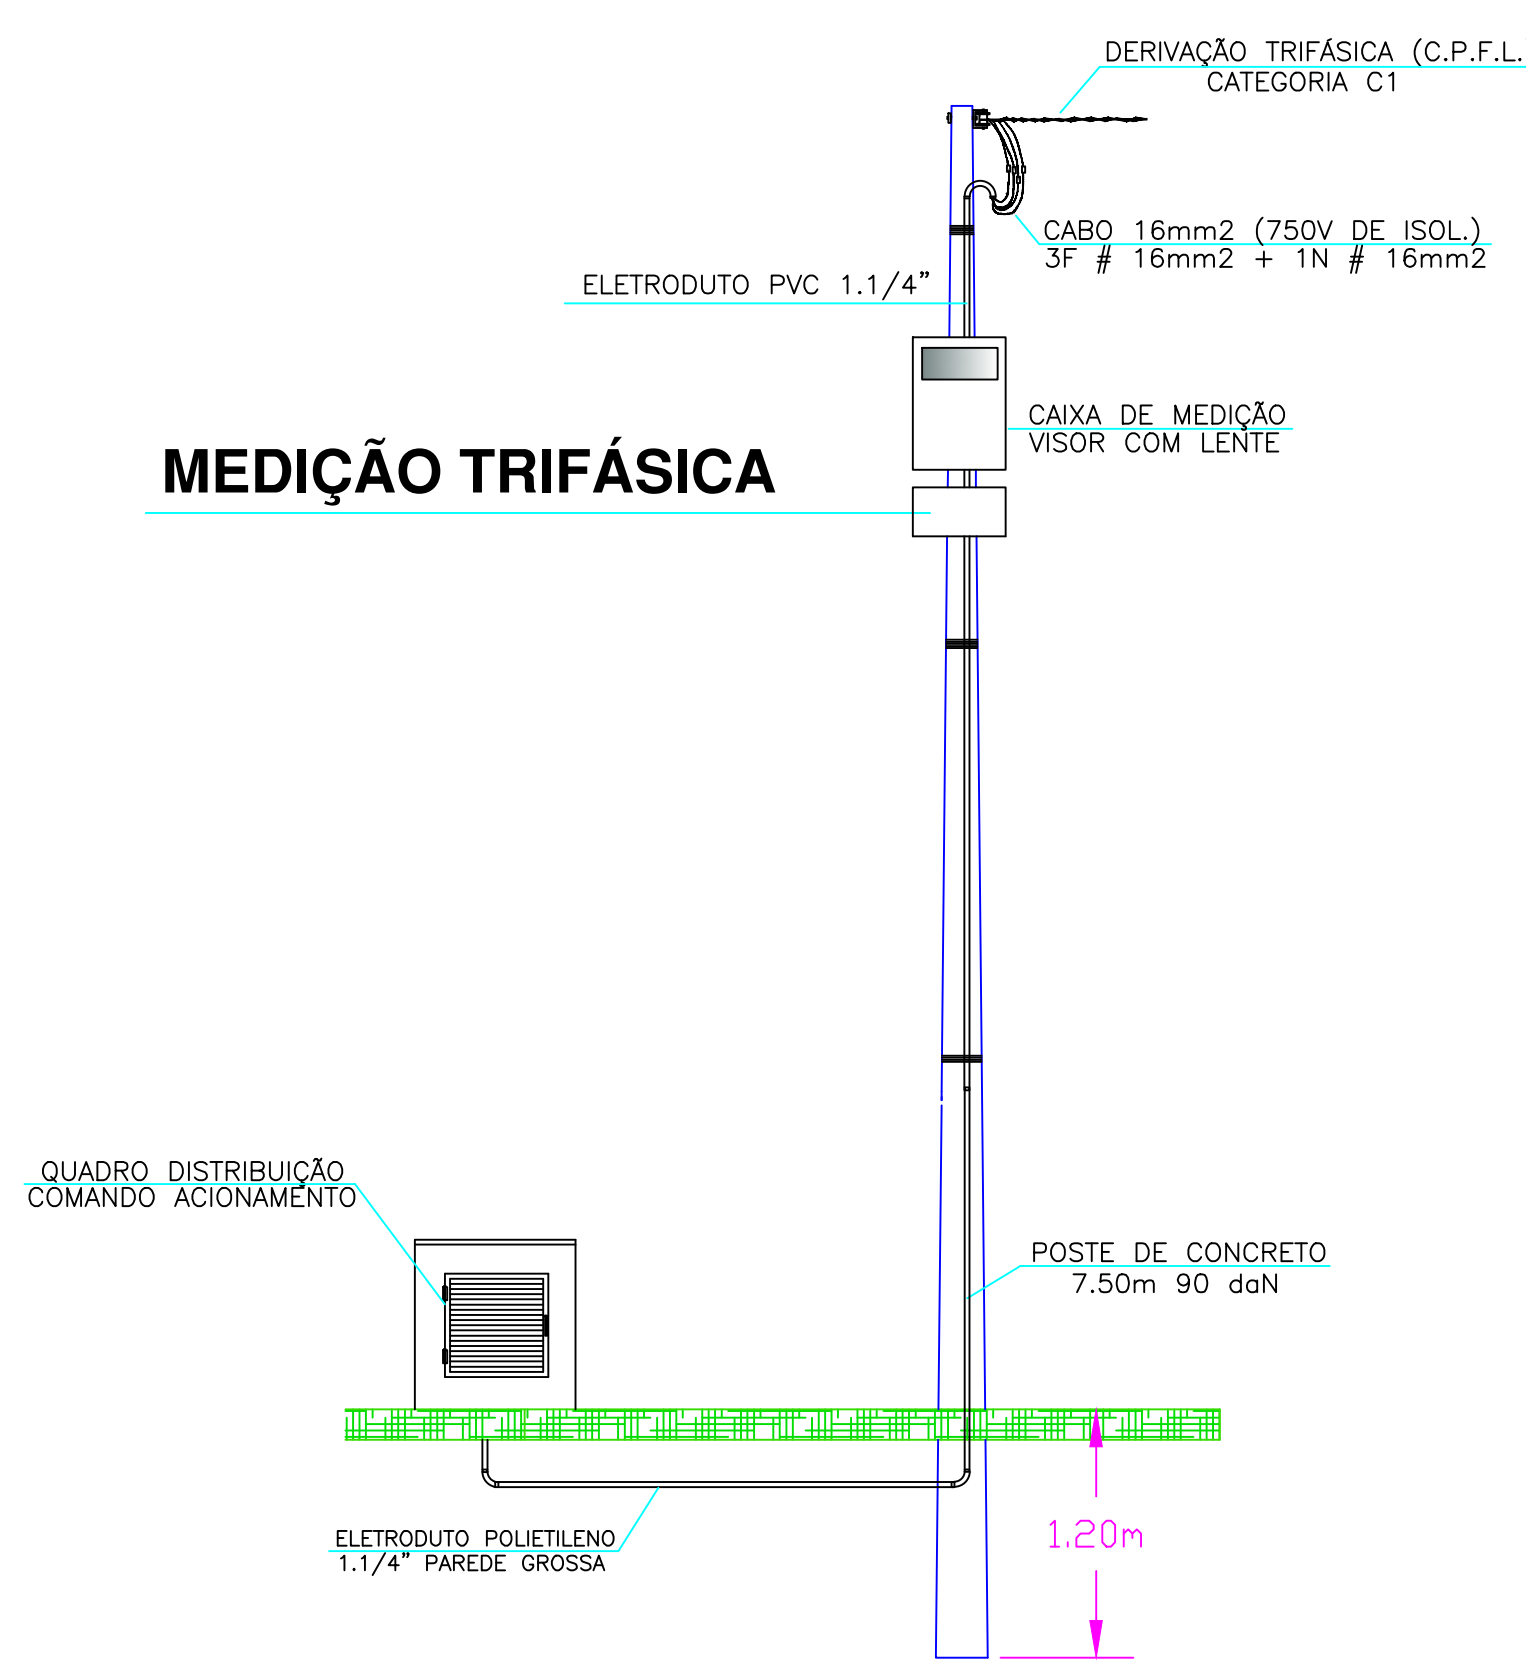 DERIVAÇÃO TRIFÁSICA (C.P.F.L.
CATEGORIA C1
CABO 16mm2 (750V DE ISOL.)
3F # 16mm2 + 1N # 16mm2
ELETRODUTO PVC 1.1/4"
CAIXA DE MEDIÇÃO
VISOR COM LENTE
MEDIÇÃO TRIFÁSICA
QUADRO DISTRIBUIÇÃO
COMANDO ACIONAMENTO
POSTE DE CONCRETO
7.50m 90 daN
1.20m
ELETRODUTO POLIETILENO
1.1/4" PAREDE GROSSA